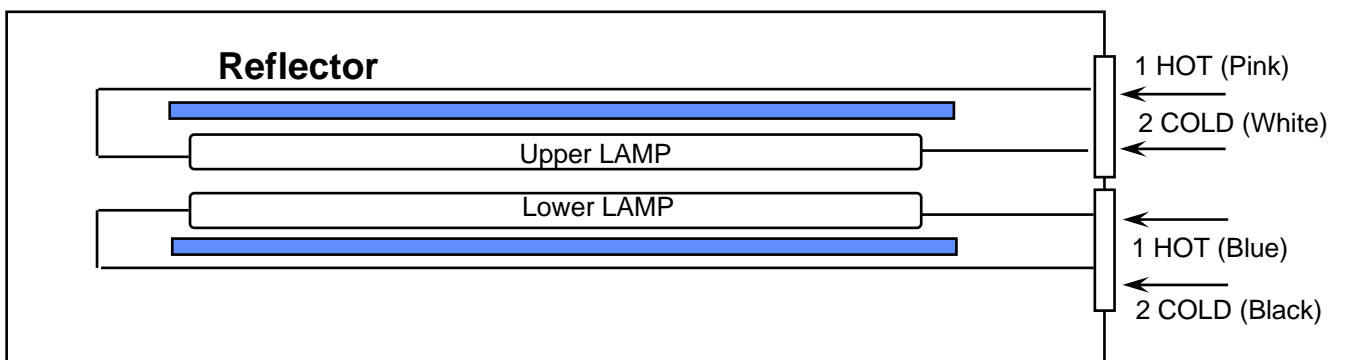 Reflector
1 HOT (Pink)
2 COLD (White)
Upper LAMP
Lower LAMP
1 HOT (Blue)
2 COLD (Black)